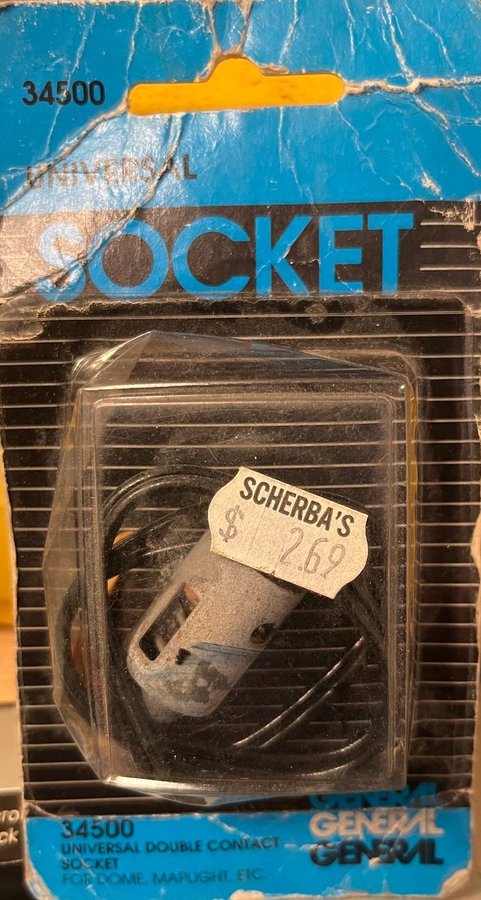 34500
UNIVERSAL
SOCKET
SCHERBA'S
$ 2.69
34500
UNIVERSAL DOUBLE CONTACT
SOCKET
FOR DOME, MAPLIGHT, ETC.
GENERAL
GENERAL
GENERAL